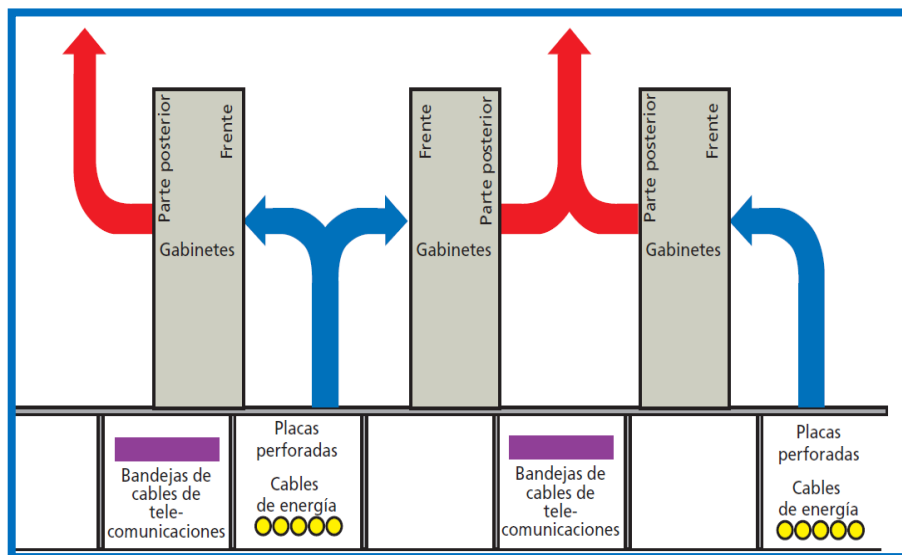 Parte posterior
Frente
Gabinetes
Frente
Parte posterior
Gabinetes
Parte posterior
Frente
Gabinetes
Bandejas de
cables de
tele-
comunicaciones
Placas
perforadas
Cables
de energía
Bandejas de
cables de
tele-
comunicaciones
Placas
perforadas
Cables
de energía